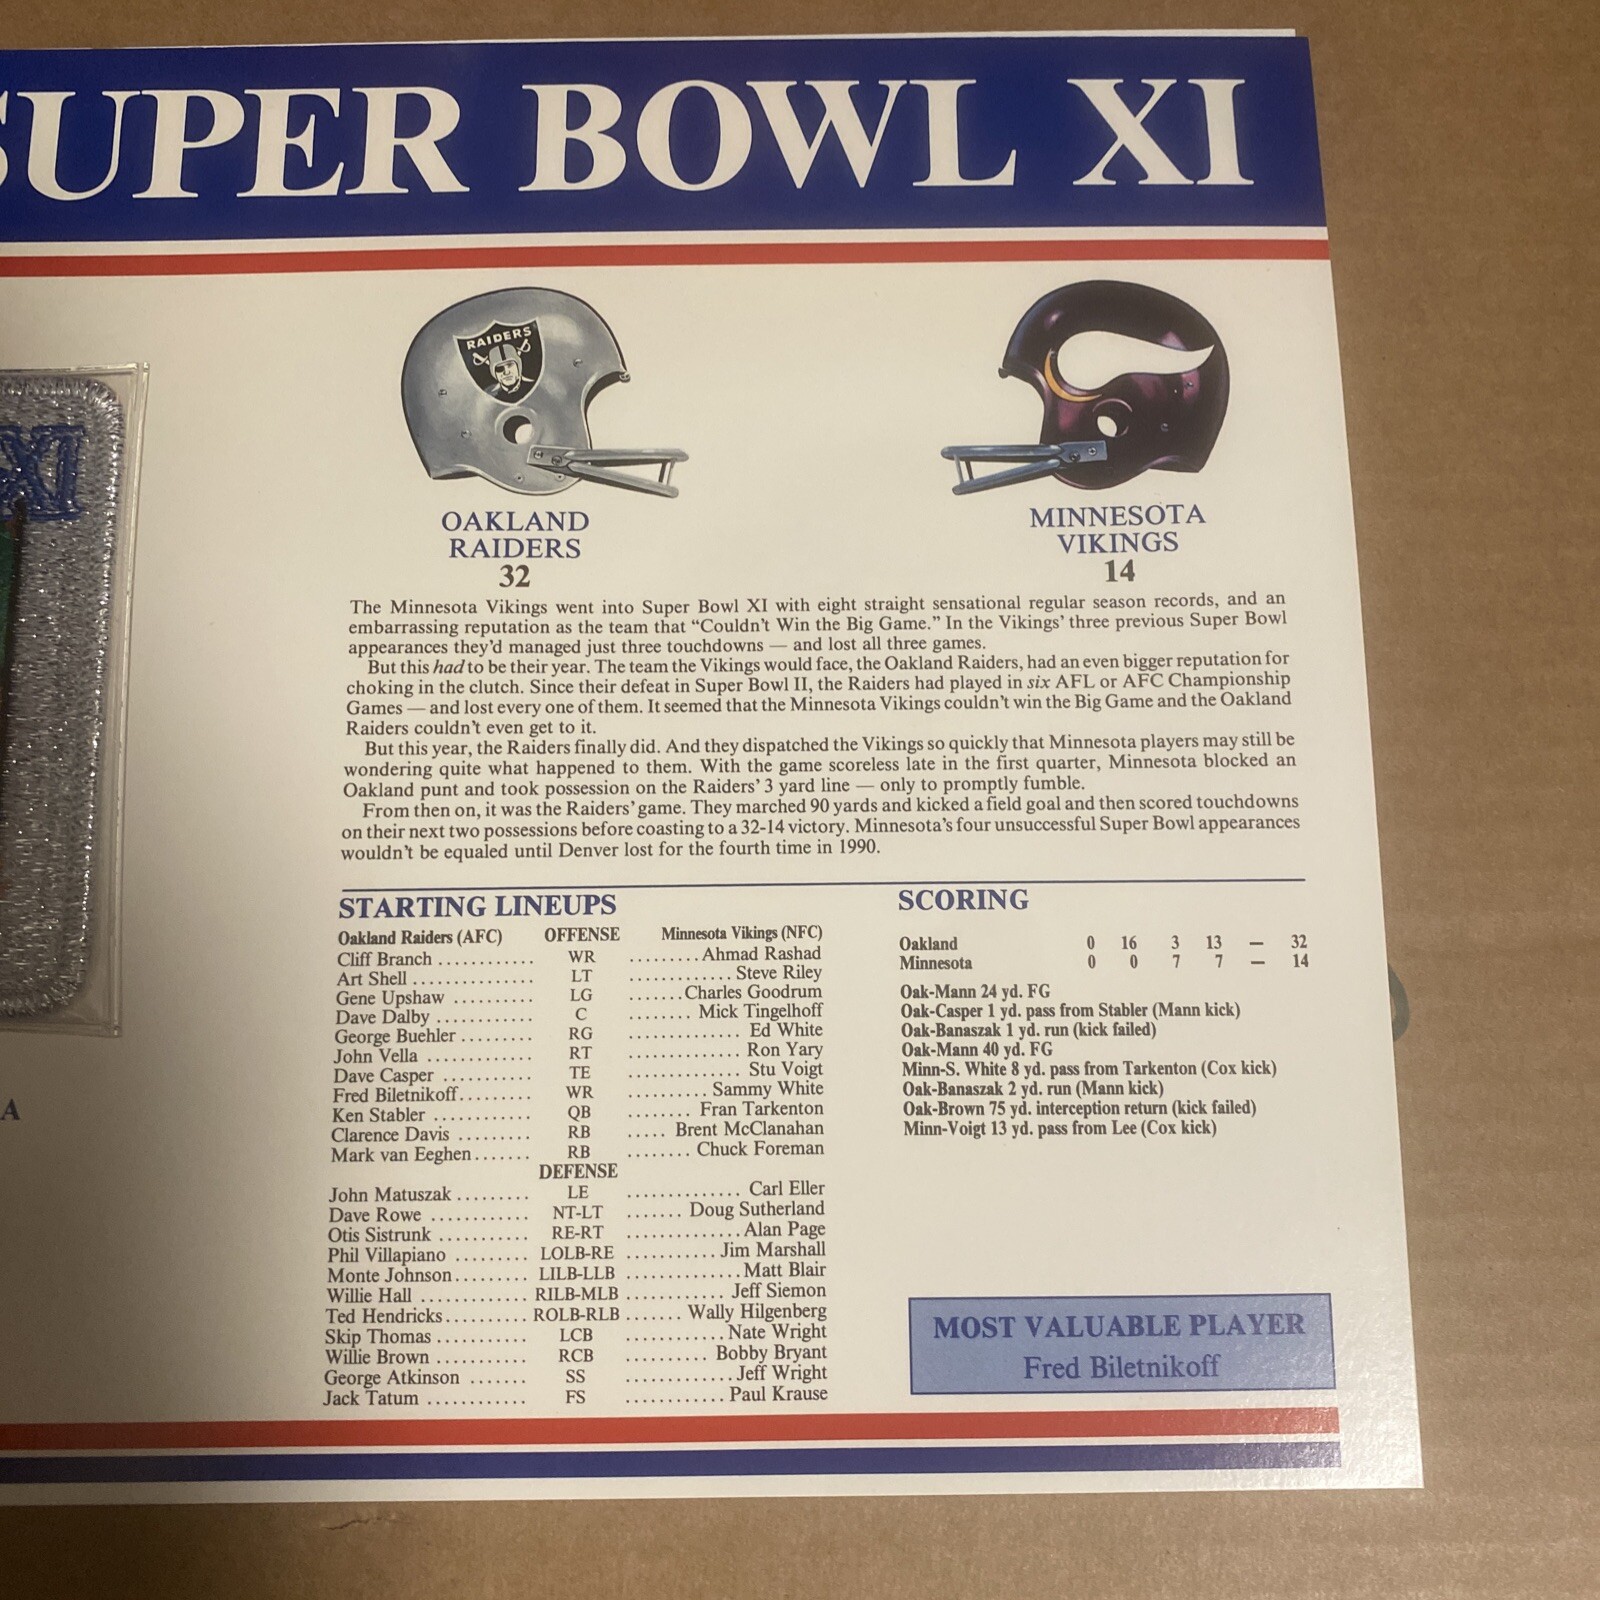 SUPER BOWL XI
RAIDERS
XI
OAKLAND
RAIDERS
32
MINNESOTA
VIKINGS
14
The Minnesota Vikings went into Super Bowl XI with eight straight sensational regular season records, and an
embarrassing reputation as the team that “Couldn’t Win the Big Game.” In the Vikings’ three previous Super Bowl
appearances they’d managed just three touchdowns — and lost all three games.
But this had to be their year. The team the Vikings would face, the Oakland Raiders, had an even bigger reputation for
choking in the clutch. Since their defeat in Super Bowl II, the Raiders had played in six AFL or AFC Championship
Games — and lost every one of them. It seemed that the Minnesota Vikings couldn’t win the Big Game and the Oakland
Raiders couldn’t even get to it.
But this year, the Raiders finally did. And they dispatched the Vikings so quickly that Minnesota players may still be
wondering quite what happened to them. With the game scoreless late in the first quarter, Minnesota blocked an
Oakland punt and took possession on the Raiders’ 3 yard line — only to promptly fumble.
From then on, it was the Raiders’ game. They marched 90 yards and kicked a field goal and then scored touchdowns
on their next two possessions before coasting to a 32-14 victory. Minnesota’s four unsuccessful Super Bowl appearances
wouldn’t be equaled until Denver lost for the fourth time in 1990.
STARTING LINEUPS
Oakland Raiders (AFC) OFFENSE Minnesota Vikings (NFC)
Cliff Branch ............ WR ......... Ahmad Rashad
Art Shell ............... LT ............. Steve Riley
Gene Upshaw .......... LG ....... Charles Goodrum
Dave Dalby ............ C ........ Mick Tingelhoff
George Buehler ......... RG .............. Ed White
John Vella ............. RT .............. Ron Yary
Dave Casper ........... TE .............. Stu Voigt
Fred Biletnikoff......... WR .......... Sammy White
Ken Stabler ............ QB ........ Fran Tarkenton
Clarence Davis ......... RB ..... Brent McClanahan
Mark van Eeghen....... RB ........ Chuck Foreman
DEFENSE
John Matuszak ......... LE .............. Carl Eller
Dave Rowe ............ NT-LT ....... Doug Sutherland
Otis Sistrunk ........... RE-RT .............. Alan Page
Phil Villapiano ......... LOLB-RE ........... Jim Marshall
Monte Johnson......... LILB-LLB .............. Matt Blair
Willie Hall ............. RILB-MLB ............ Jeff Siemon
Ted Hendricks.......... ROLB-RLB ....... Wally Hilgenberg
Skip Thomas ........... LCB ............ Nate Wright
Willie Brown ........... RCB .......... Bobby Bryant
George Atkinson ....... SS ............. Jeff Wright
Jack Tatum ............ FS ............ Paul Krause
SCORING
Oakland 0 16 3 13 — 32
Minnesota 0 0 7 7 — 14
Oak-Mann 24 yd. FG
Oak-Casper 1 yd. pass from Stabler (Mann kick)
Oak-Banaszak 1 yd. run (kick failed)
Oak-Mann 40 yd. FG
Minn-S. White 8 yd. pass from Tarkenton (Cox kick)
Oak-Banaszak 2 yd. run (Mann kick)
Oak-Brown 75 yd. interception return (kick failed)
Minn-Voigt 13 yd. pass from Lee (Cox kick)
MOST VALUABLE PLAYER
Fred Biletnikoff
A